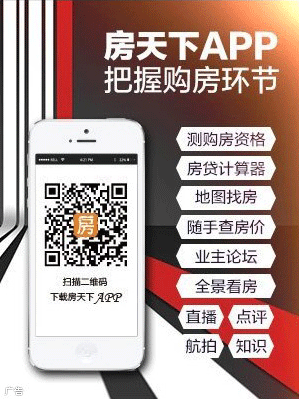 房天下APP
把握购房环节
测购房资格
房贷计算器
地图找房
随手查房价
业主论坛
全景看房
直播 点评
航拍 知识
4:21 PM
房
扫描二维码
下载房天下APP
广告